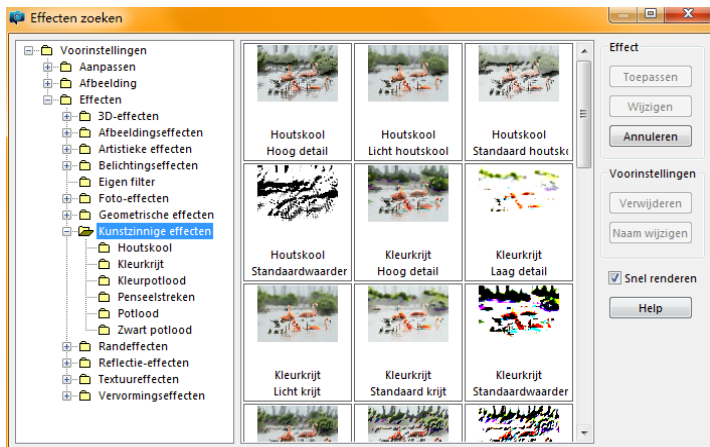 Effecten zoeken
Voorinstellingen
Aanpassen
Afbeelding
Effecten
3D-effecten
Afbeeldingseffecten
Artistieke effecten
Belichtingseffecten
Eigen filter
Foto-effecten
Geometrische effecten
Kunstzinnige effecten
Houtskool
Kleurkrijt
Kleurpotlood
Penseelstreken
Potlood
Zwart potlood
Randeffecten
Reflectie-effecten
Textuureffecten
Vervormingseffecten
Houtskool
Hoog detail
Houtskool
Licht houtskool
Houtskool
Standaard houtsk
Houtskool
Standaardwaarder
Kleurkrijt
Hoog detail
Kleurkrijt
Laag detail
Kleurkrijt
Licht krijt
Kleurkrijt
Standaard krijt
Kleurkrijt
Standaardwaarder
Effect
Toepassen
Wijzigen
Annuleren
Voorinstellingen
Verwijderen
Naam wijzigen
Snel renderen
Help